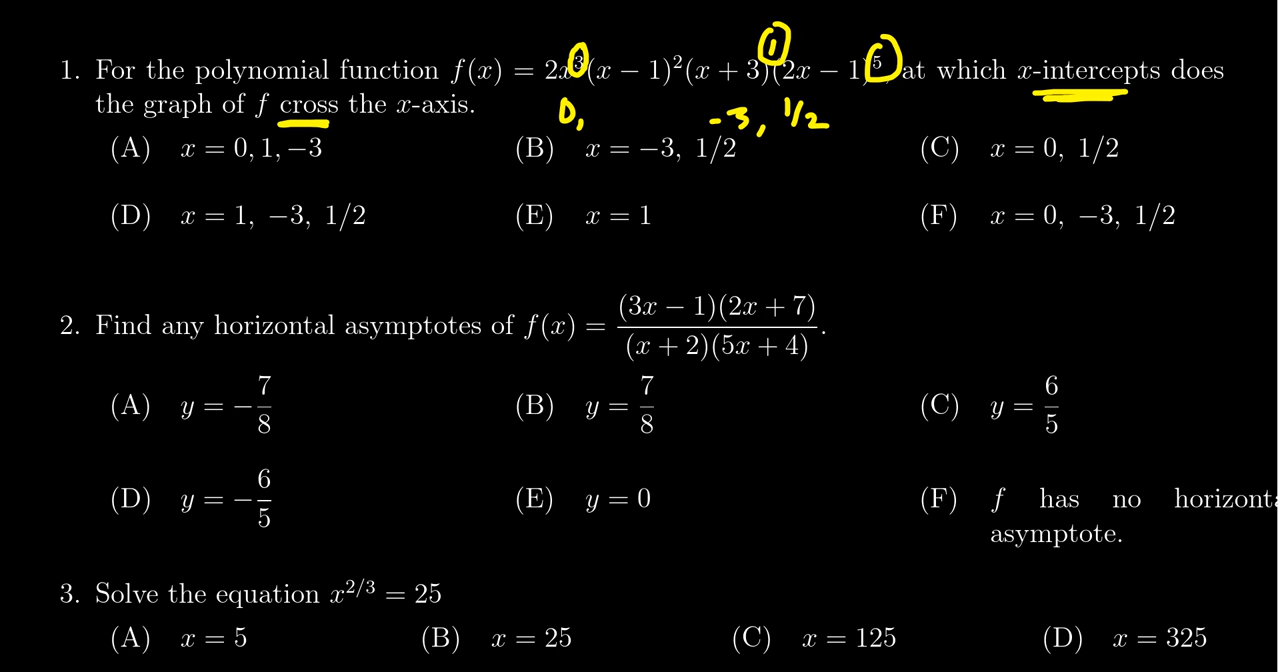 1. For the polynomial function f(x) = 2x³(x − 1)²(x + 3)(2x − 1)⁵, at which x-intercepts does
the graph of f cross the x-axis.
1
0, -3, 1/2
(A) x = 0, 1, −3 (B) x = −3, 1/2 (C) x = 0, 1/2
(D) x = 1, −3, 1/2 (E) x = 1 (F) x = 0, −3, 1/2
2. Find any horizontal asymptotes of f(x) = (3x − 1)(2x + 7) / (x + 2)(5x + 4).
(A) y = −7/8 (B) y = 7/8 (C) y = 6/5
(D) y = −6/5 (E) y = 0 (F) f has no horizonta
asymptote.
3. Solve the equation x^{2/3} = 25
(A) x = 5 (B) x = 25 (C) x = 125 (D) x = 325